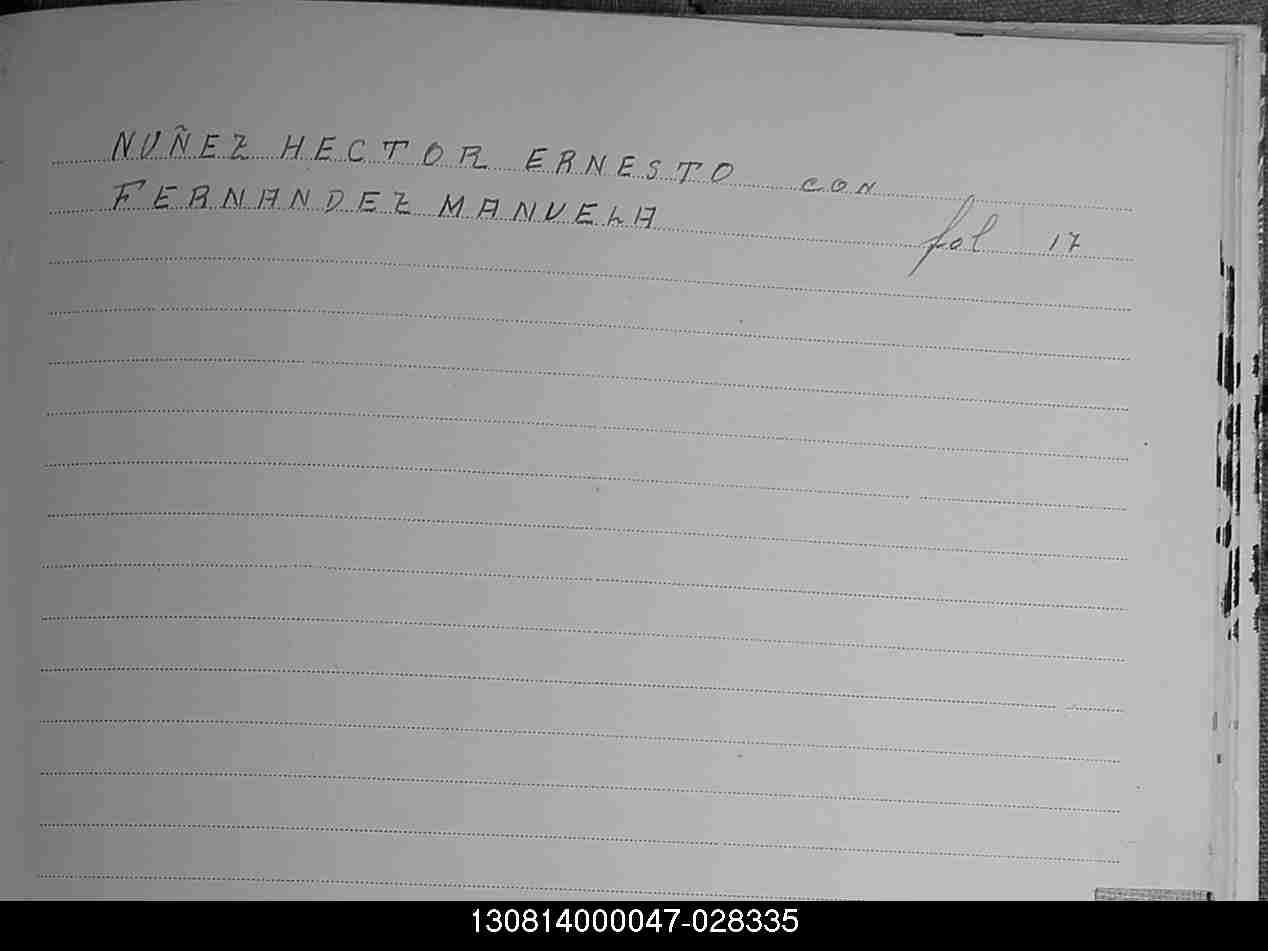 NUÑEZ HECTOR ERNESTO con
FERNANDEZ MANUELA fol 17
130814000047-028335